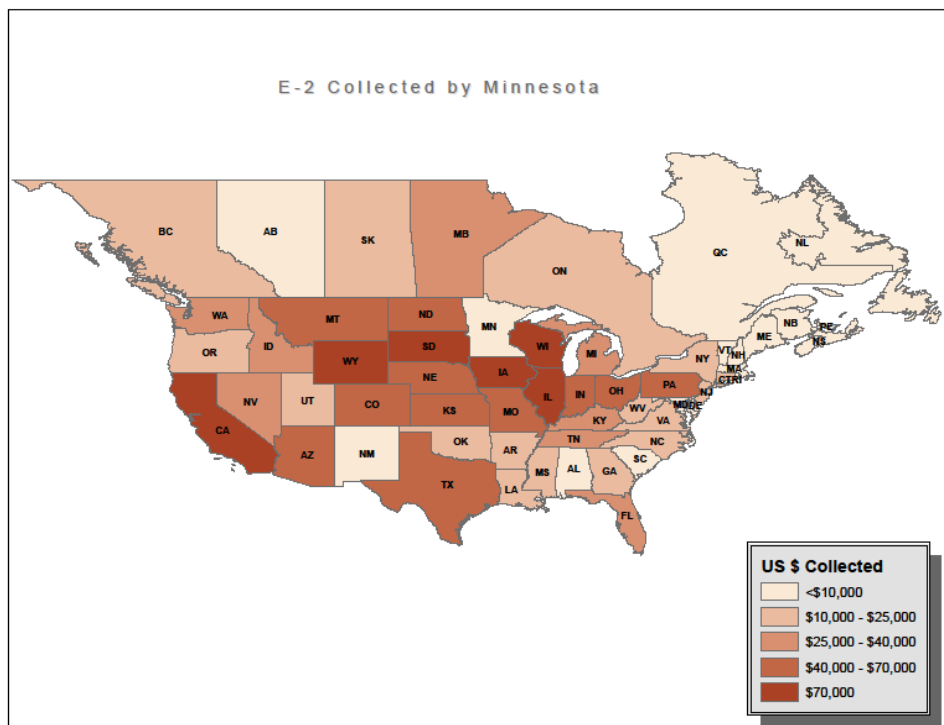 E-2 Collected by Minnesota
BC
AB
SK
MB
ON
QC
NL
NB
PE
NS
ME
WA
MT
ND
MN
OR
ID
WY
SD
WI
MI
NY
VT
NH
MA
CTRI
NV
UT
CO
NE
IA
IL
IN
OH
PA
NJ
MDDE
CA
KS
MO
KY
WV
VA
AZ
NM
OK
AR
TN
NC
SC
TX
LA
MS
AL
GA
FL
US $ Collected
<$10,000
$10,000 - $25,000
$25,000 - $40,000
$40,000 - $70,000
$70,000